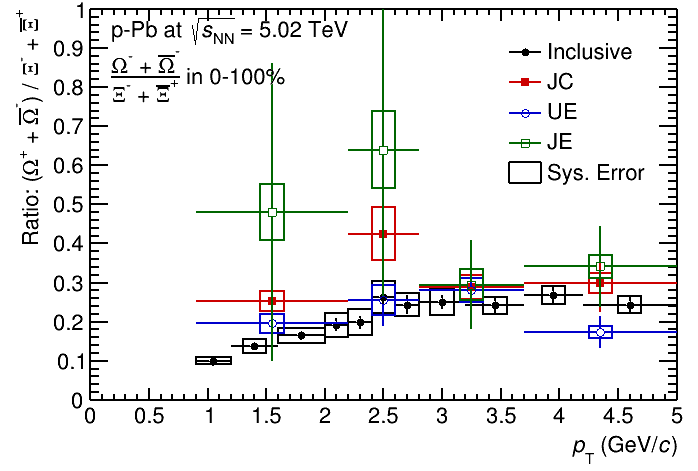 p-Pb at √s_NN = 5.02 TeV
Ω⁻ + Ω̅⁻
Ξ⁻ + Ξ̅⁺ in 0-100%
Inclusive
JC
UE
JE
Sys. Error
Ratio: (Ω⁺ + Ω̅⁻) / Ξ⁻ + Ξ̅⁺
1
0.9
0.8
0.7
0.6
0.5
0.4
0.3
0.2
0.1
0
0 0.5 1 1.5 2 2.5 3 3.5 4 4.5 5
p_T (GeV/c)